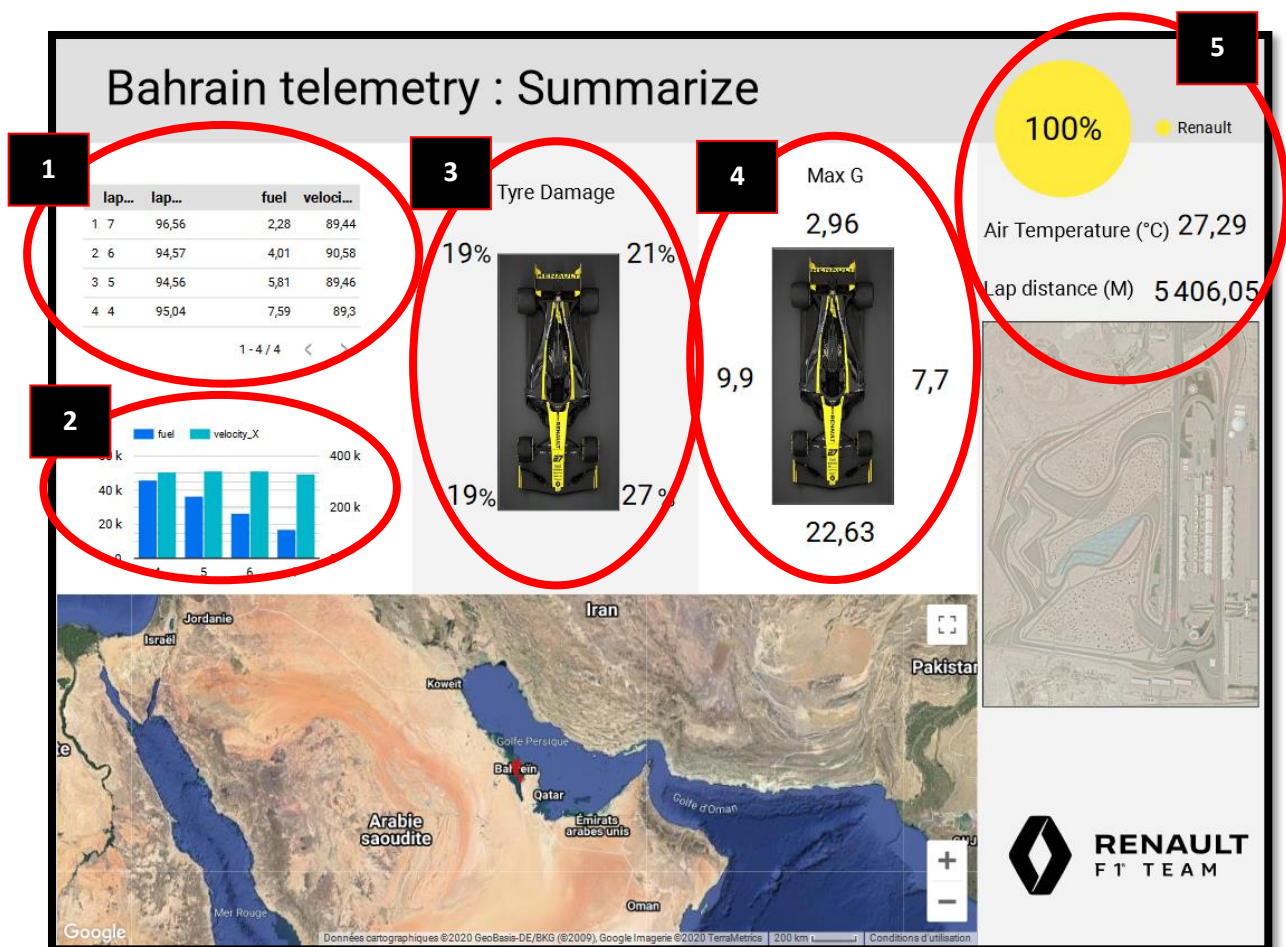 5
Bahrain telemetry : Summarize
100%
Renault
1
3
4
lap... lap... fuel veloci...
1 7 96,56 2,28 89,44
2 6 94,57 4,01 90,58
3 5 94,56 5,81 89,46
4 4 95,04 7,59 89,3
1 - 4 / 4 < >
Tyre Damage
19% 21%
19% 27 %
Max G
2,96
9,9 7,7
22,63
Air Temperature (°C) 27,29
Lap distance (M) 5 406,05
2
fuel velocity_X
400 k
40 k
200 k
20 k
5 6
RENAULT
27
RENAULT
27
Jordanie
Israël
Iran
Koweït
Pakistan
Golfe Persique
Bahreïn
Qatar
Golfe d'Oman
Arabie
saoudite
Émirats
arabes unis
Mer Rouge
Oman
+
−
Google
Données cartographiques ©2020 GeoBasis-DE/BKG (©2009), Google Imagerie ©2020 TerraMetrics 200 km Conditions d'utilisation
RENAULT
F1® TEAM